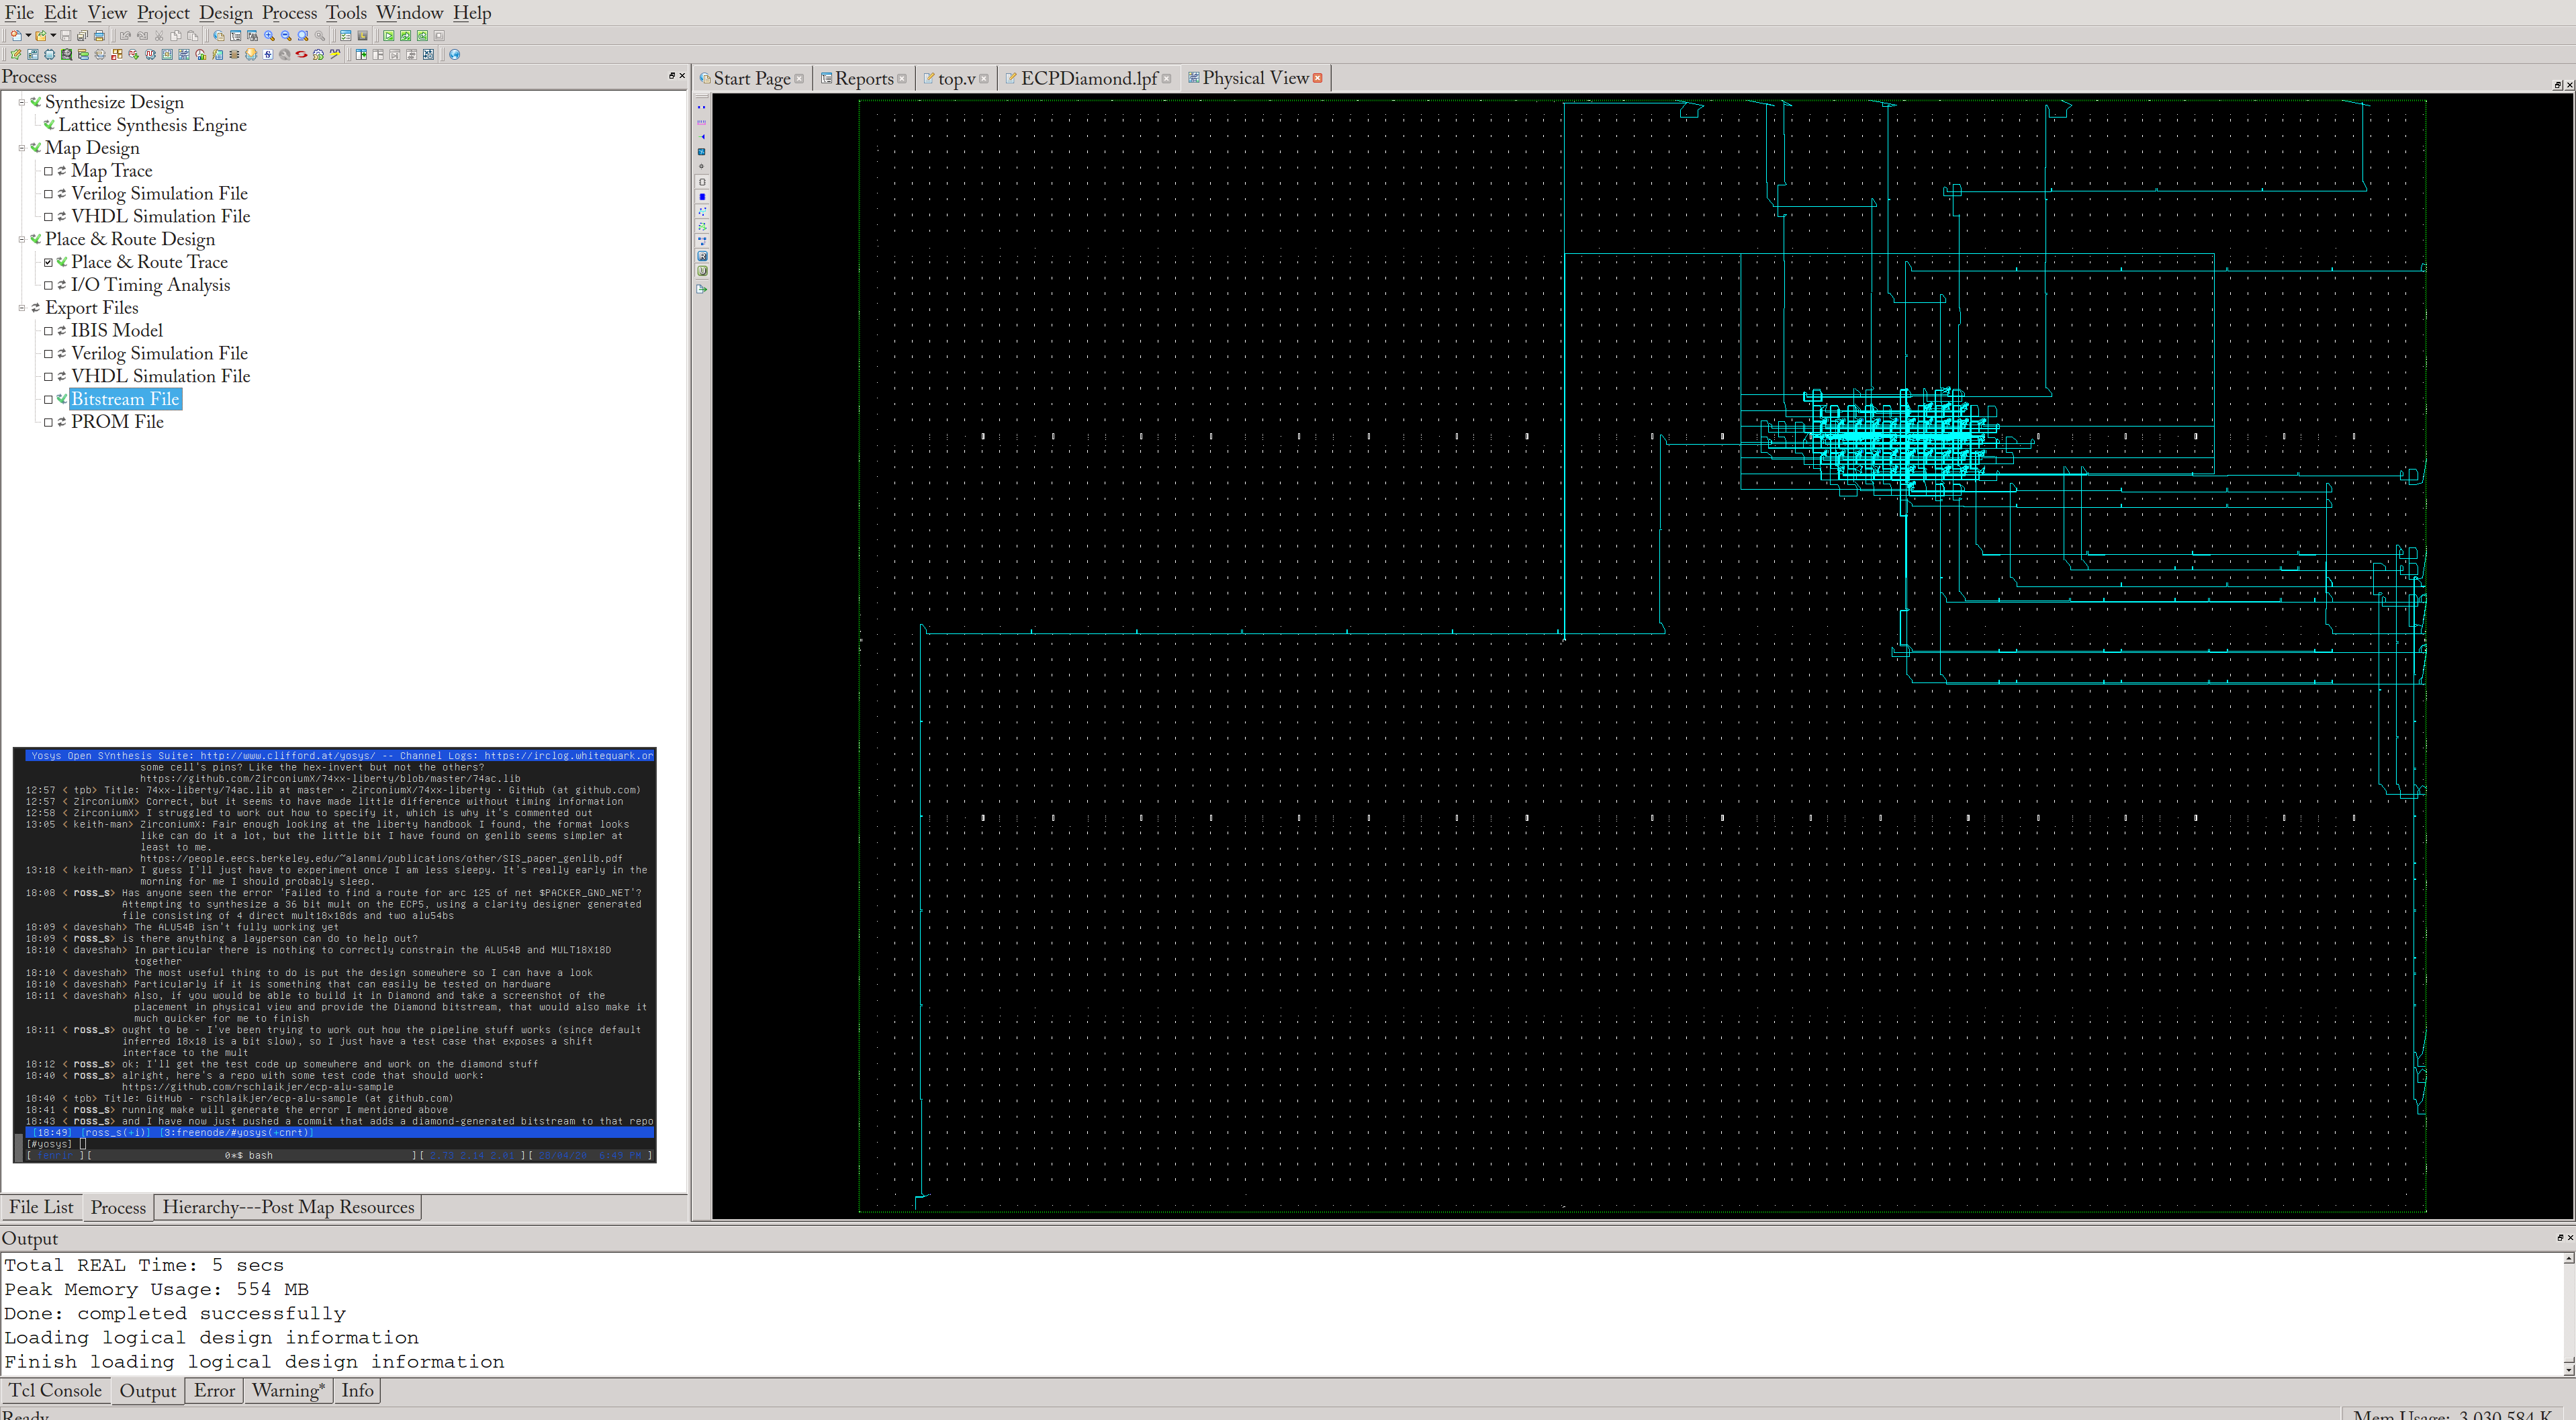 File Edit View Project Design Process Tools Window Help
Process
Start Page
Reports
top.v
ECPDiamond.lpf
Physical View
Synthesize Design
Lattice Synthesis Engine
Map Design
Map Trace
Verilog Simulation File
VHDL Simulation File
Place & Route Design
Place & Route Trace
I/O Timing Analysis
Export Files
IBIS Model
Verilog Simulation File
VHDL Simulation File
Bitstream File
PROM File
Yosys Open SYnthesis Suite: http://www.clifford.at/yosys/ -- Channel Logs: https://irclog.whitequark.or
some cell's pins? Like the hex-invert but not the others?
https://github.com/ZirconiumX/74xx-liberty/blob/master/74ac.lib
12:57 < tpb> Title: 74xx-liberty/74ac.lib at master · ZirconiumX/74xx-liberty · GitHub (at github.com)
12:57 < ZirconiumX> Correct, but it seems to have made little difference without timing information
12:58 < ZirconiumX> I struggled to work out how to specify it, which is why it's commented out
13:05 < keith-man> ZirconiumX: Fair enough looking at the liberty handbook I found, the format looks
like can do it a lot, but the little bit I have found on genlib seems simpler at
least to me.
https://people.eecs.berkeley.edu/~alanmi/publications/other/SIS_paper_genlib.pdf
13:18 < keith-man> I guess I'll just have to experiment once I am less sleepy. It's really early in the
morning for me I should probably sleep.
18:08 < ross_s> Has anyone seen the error 'Failed to find a route for arc 125 of net $PACKER_GND_NET'?
Attempting to synthesize a 36 bit mult on the ECP5, using a clarity designer generated
file consisting of 4 direct mult18x18ds and two alu54bs
18:09 < daveshah> The ALU54B isn't fully working yet
18:09 < ross_s> is there anything a layperson can do to help out?
18:10 < daveshah> In particular there is nothing to correctly constrain the ALU54B and MULT18X18D
together
18:10 < daveshah> The most useful thing to do is put the design somewhere so I can have a look
18:10 < daveshah> Particularly if it is something that can easily be tested on hardware
18:11 < daveshah> Also, if you would be able to build it in Diamond and take a screenshot of the
placement in physical view and provide the Diamond bitstream, that would also make it
much quicker for me to finish
18:11 < ross_s> ought to be - I've been trying to work out how the pipeline stuff works (since default
inferred 18x18 is a bit slow), so I just have a test case that exposes a shift
interface to the mult
18:12 < ross_s> ok; I'll get the test code up somewhere and work on the diamond stuff
18:40 < ross_s> alright, here's a repo with some test code that should work:
https://github.com/rschlaikjer/ecp-alu-sample
18:40 < tpb> Title: GitHub - rschlaikjer/ecp-alu-sample (at github.com)
18:41 < ross_s> running make will generate the error I mentioned above
18:43 < ross_s> and I have now just pushed a commit that adds a diamond-generated bitstream to that repo
[18:49] [ross_s(+i)] [3:freenode/#yosys(+cnrt)]
[#yosys]
[ fenrir ][ 0*$ bash ][ 2.73 2.14 2.01 ][ 28/04/20 6:49 PM ]
File List
Process
Hierarchy---Post Map Resources
Output
Total REAL Time: 5 secs
Peak Memory Usage: 554 MB
Done: completed successfully
Loading logical design information
Finish loading logical design information
Tcl Console
Output
Error
Warning*
Info
Ready
Mem Usage: 3,030,584 K